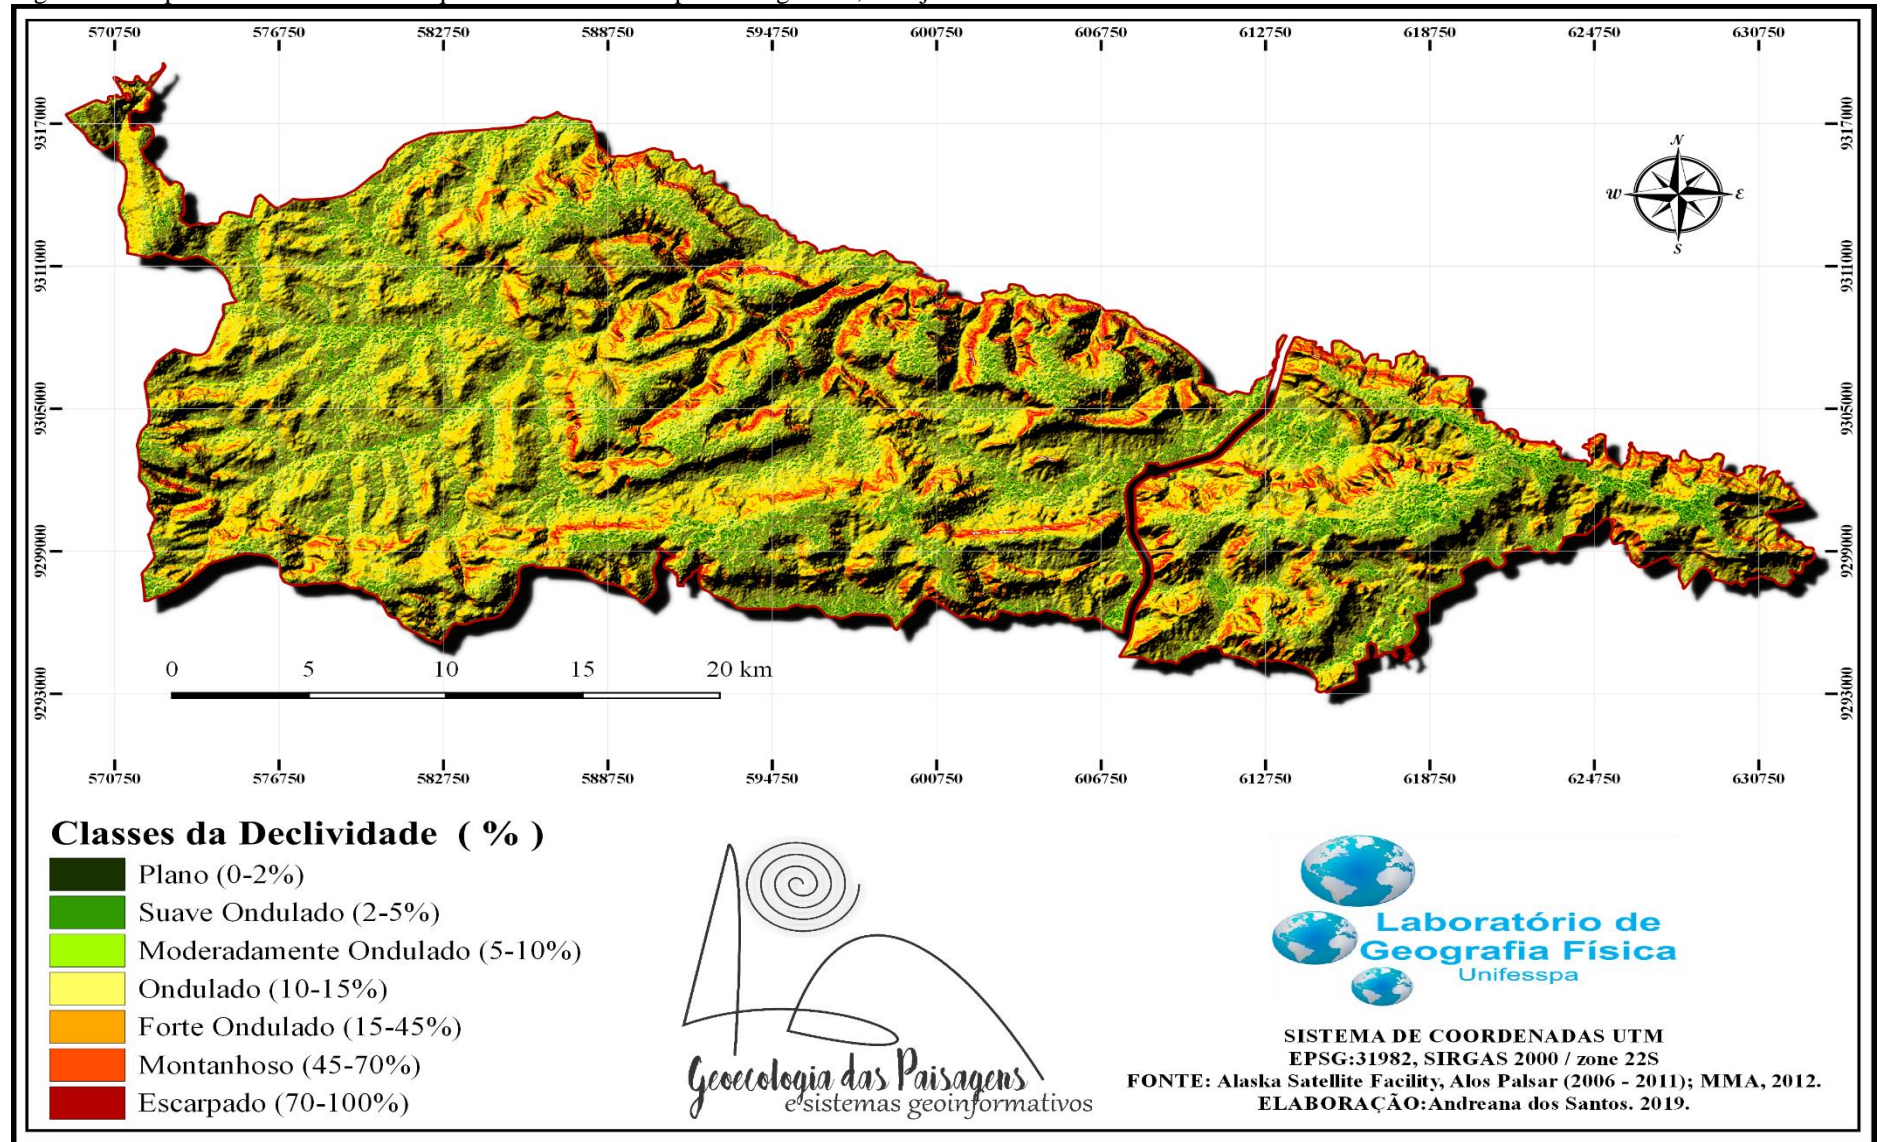 570750 576750 582750 588750 594750 600750 606750 612750 618750 624750 630750
9317000 9317000
N
W E
S
9311000 9311000
9305000 9305000
9299000 9299000
0 5 10 15 20 km
9293000 9293000
570750 576750 582750 588750 594750 600750 606750 612750 618750 624750 630750
Classes da Declividade ( % )
Plano (0-2%)
Suave Ondulado (2-5%)
Moderadamente Ondulado (5-10%)
Ondulado (10-15%)
Forte Ondulado (15-45%)
Montanhoso (45-70%)
Escarpado (70-100%)
Geoecologia das Paisagens
e sistemas geoinformativos
Laboratório de
Geografia Física
Unifesspa
SISTEMA DE COORDENADAS UTM
EPSG:31982, SIRGAS 2000 / zone 22S
FONTE: Alaska Satellite Facility, Alos Palsar (2006 - 2011); MMA, 2012.
ELABORAÇÃO:Andreana dos Santos. 2019.